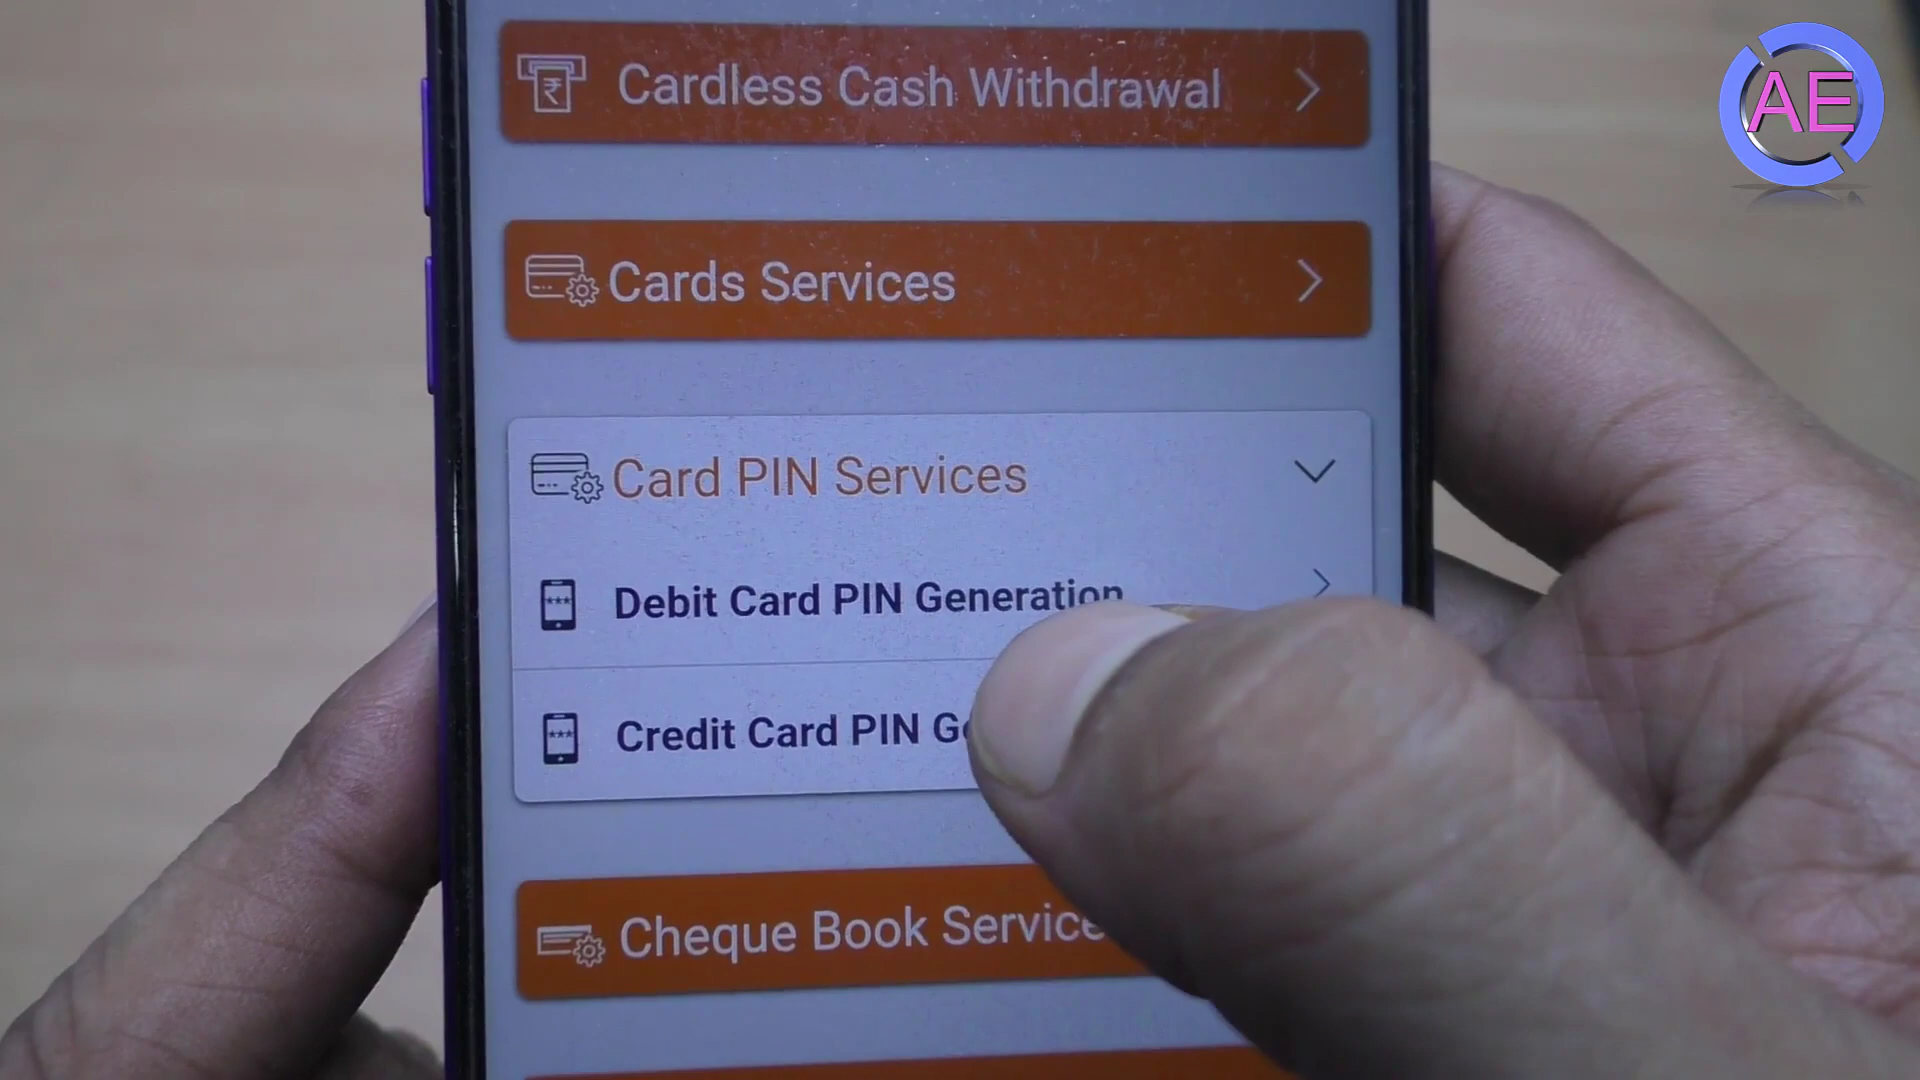 Cardless Cash Withdrawal
AE
Cards Services
Card PIN Services
Debit Card PIN Generation
Credit Card PIN
Cheque Book